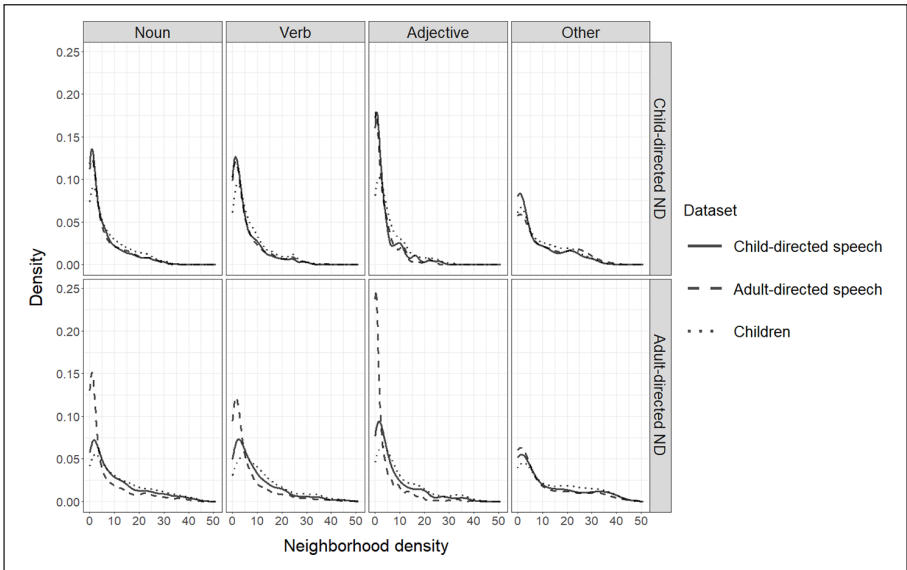 Noun Verb Adjective Other
0.25
0.20
0.15
0.10
0.05
0.00
Child-directed ND
0.25
0.20
0.15
0.10
0.05
0.00
Adult-directed ND
Density
0 10 20 30 40 50 0 10 20 30 40 50 0 10 20 30 40 50 0 10 20 30 40 50
Neighborhood density
Dataset
Child-directed speech
Adult-directed speech
Children